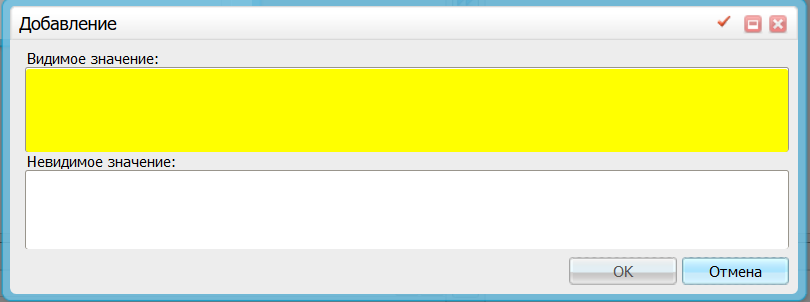 Добавление
Видимое значение:
Невидимое значение:
OK
Отмена